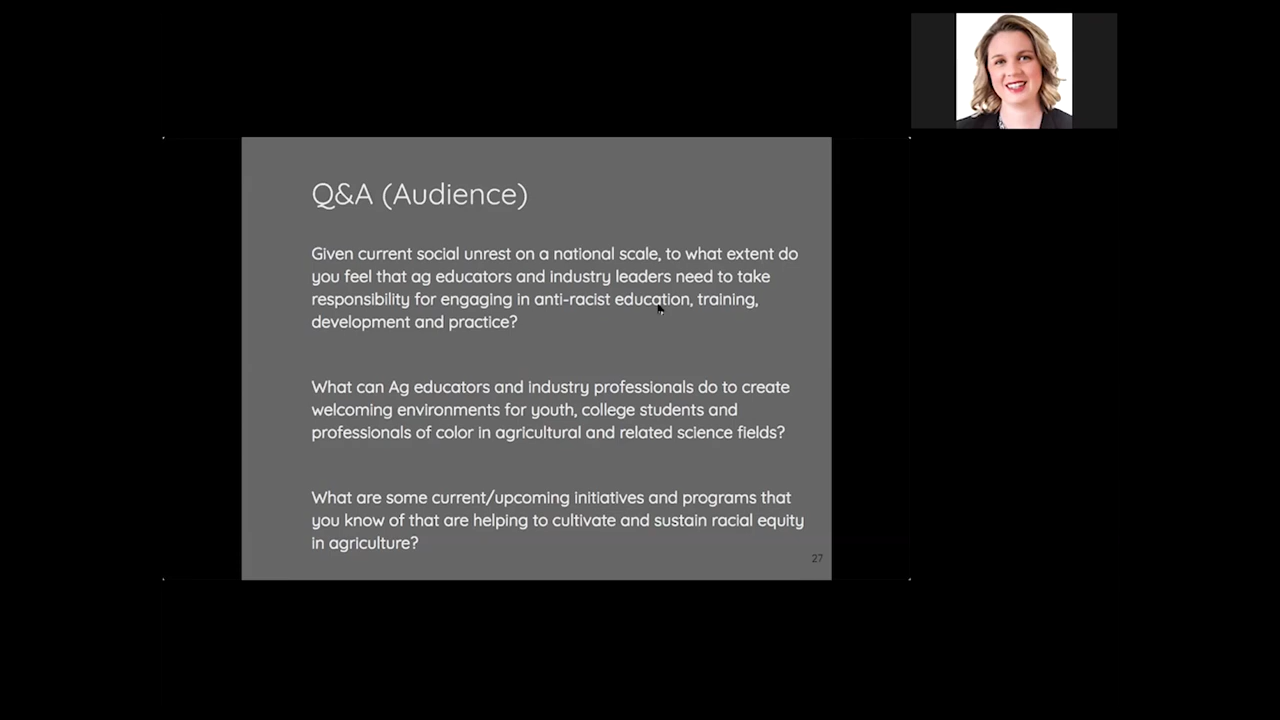 Q&A (Audience)
Given current social unrest on a national scale, to what extent do
you feel that ag educators and industry leaders need to take
responsibility for engaging in anti-racist education, training,
development and practice?
What can Ag educators and industry professionals do to create
welcoming environments for youth, college students and
professionals of color in agricultural and related science fields?
What are some current/upcoming initiatives and programs that
you know of that are helping to cultivate and sustain racial equity
in agriculture?
27